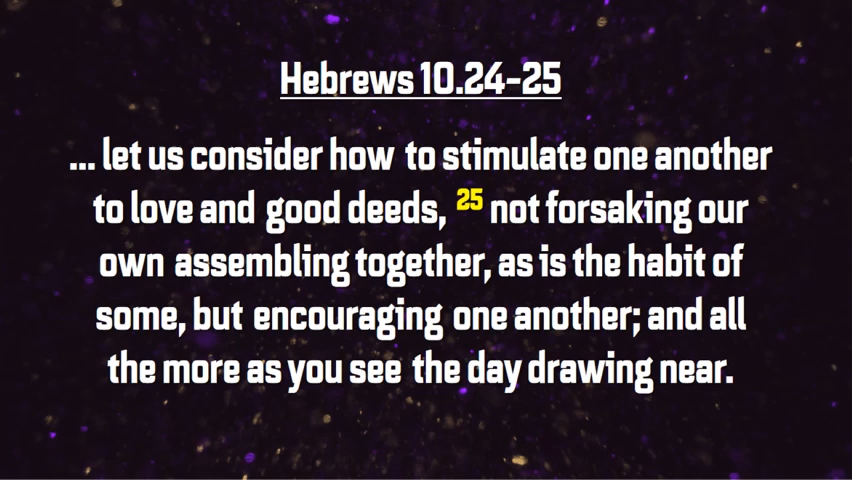 Hebrews 10.24-25
... let us consider how to stimulate one another
to love and good deeds, 25 not forsaking our
own assembling together, as is the habit of
some, but encouraging one another; and all
the more as you see the day drawing near.